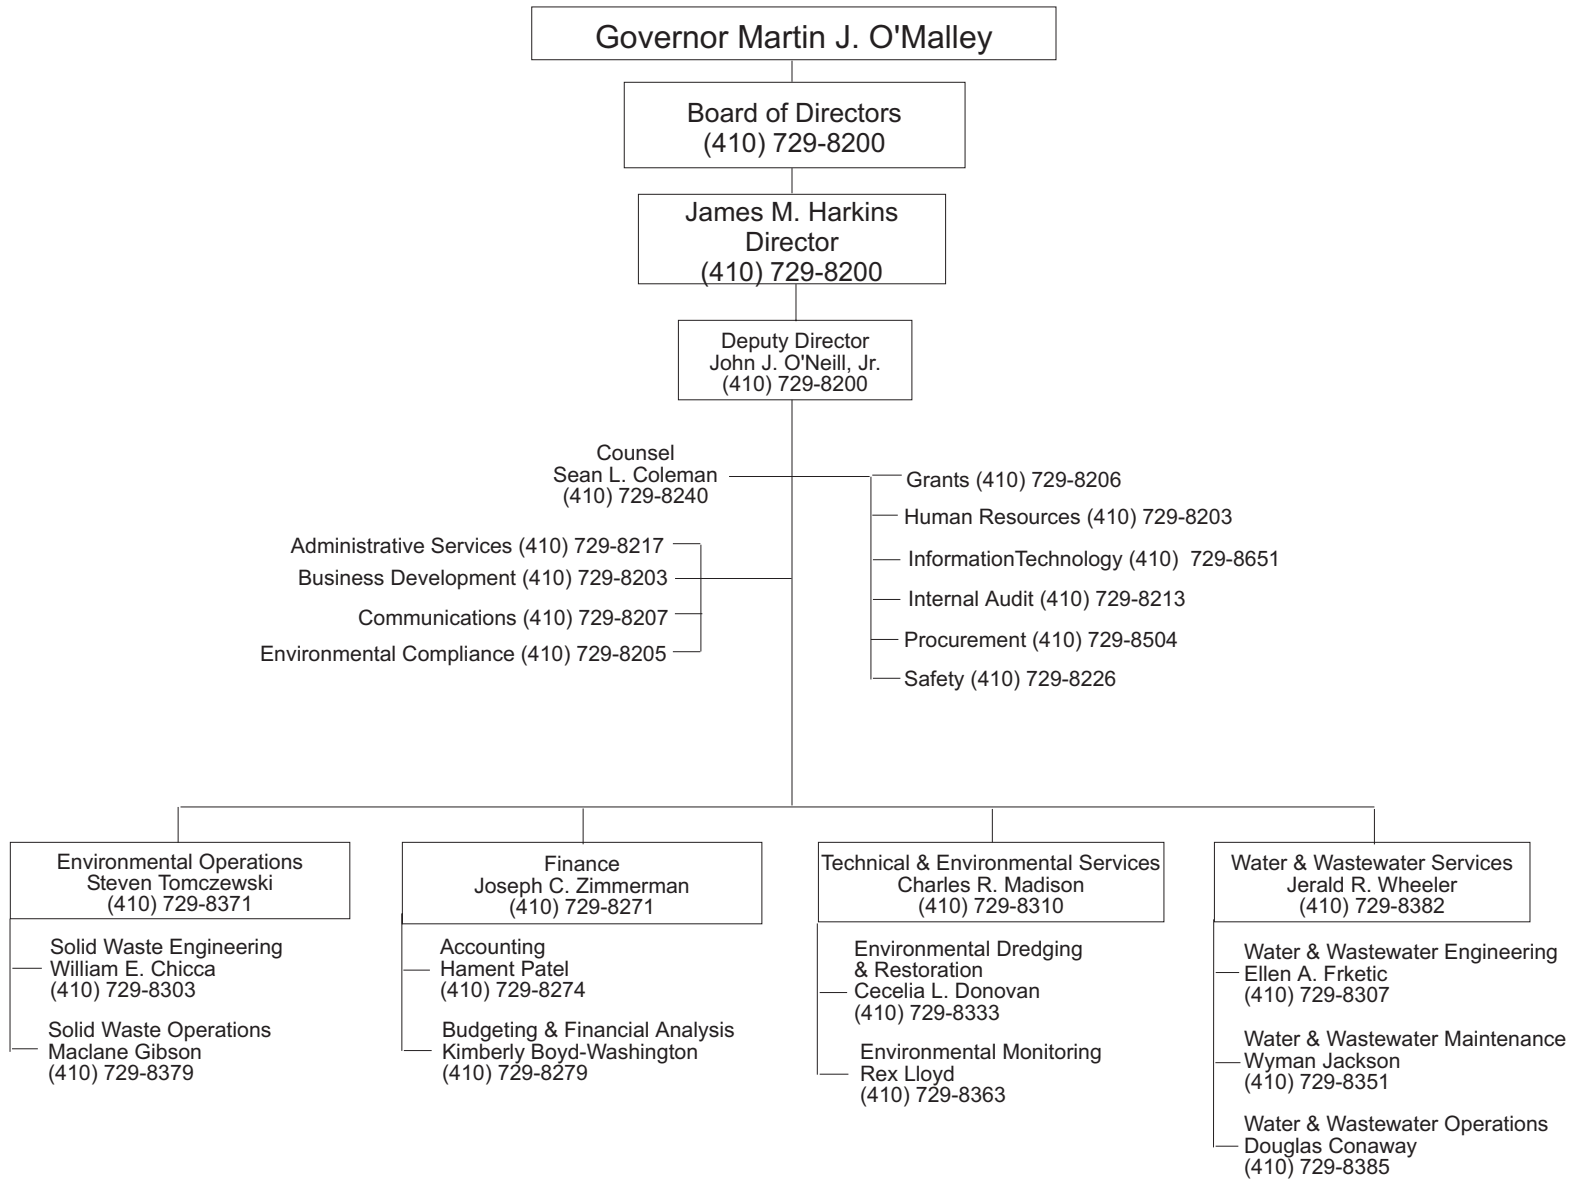 Governor Martin J. O'Malley
Board of Directors
(410) 729-8200
James M. Harkins
Director
(410) 729-8200
Deputy Director
John J. O'Neill, Jr.
(410) 729-8200
Counsel
Sean L. Coleman
(410) 729-8240
Administrative Services (410) 729-8217
Business Development (410) 729-8203
Communications (410) 729-8207
Environmental Compliance (410) 729-8205
Grants (410) 729-8206
Human Resources (410) 729-8203
InformationTechnology (410) 729-8651
Internal Audit (410) 729-8213
Procurement (410) 729-8504
Safety (410) 729-8226
Environmental Operations
Steven Tomczewski
(410) 729-8371
Solid Waste Engineering
William E. Chicca
(410) 729-8303
Solid Waste Operations
Maclane Gibson
(410) 729-8379
Finance
Joseph C. Zimmerman
(410) 729-8271
Accounting
Hament Patel
(410) 729-8274
Budgeting & Financial Analysis
Kimberly Boyd-Washington
(410) 729-8279
Technical & Environmental Services
Charles R. Madison
(410) 729-8310
Environmental Dredging
& Restoration
Cecelia L. Donovan
(410) 729-8333
Environmental Monitoring
Rex Lloyd
(410) 729-8363
Water & Wastewater Services
Jerald R. Wheeler
(410) 729-8382
Water & Wastewater Engineering
Ellen A. Frketic
(410) 729-8307
Water & Wastewater Maintenance
Wyman Jackson
(410) 729-8351
Water & Wastewater Operations
Douglas Conaway
(410) 729-8385